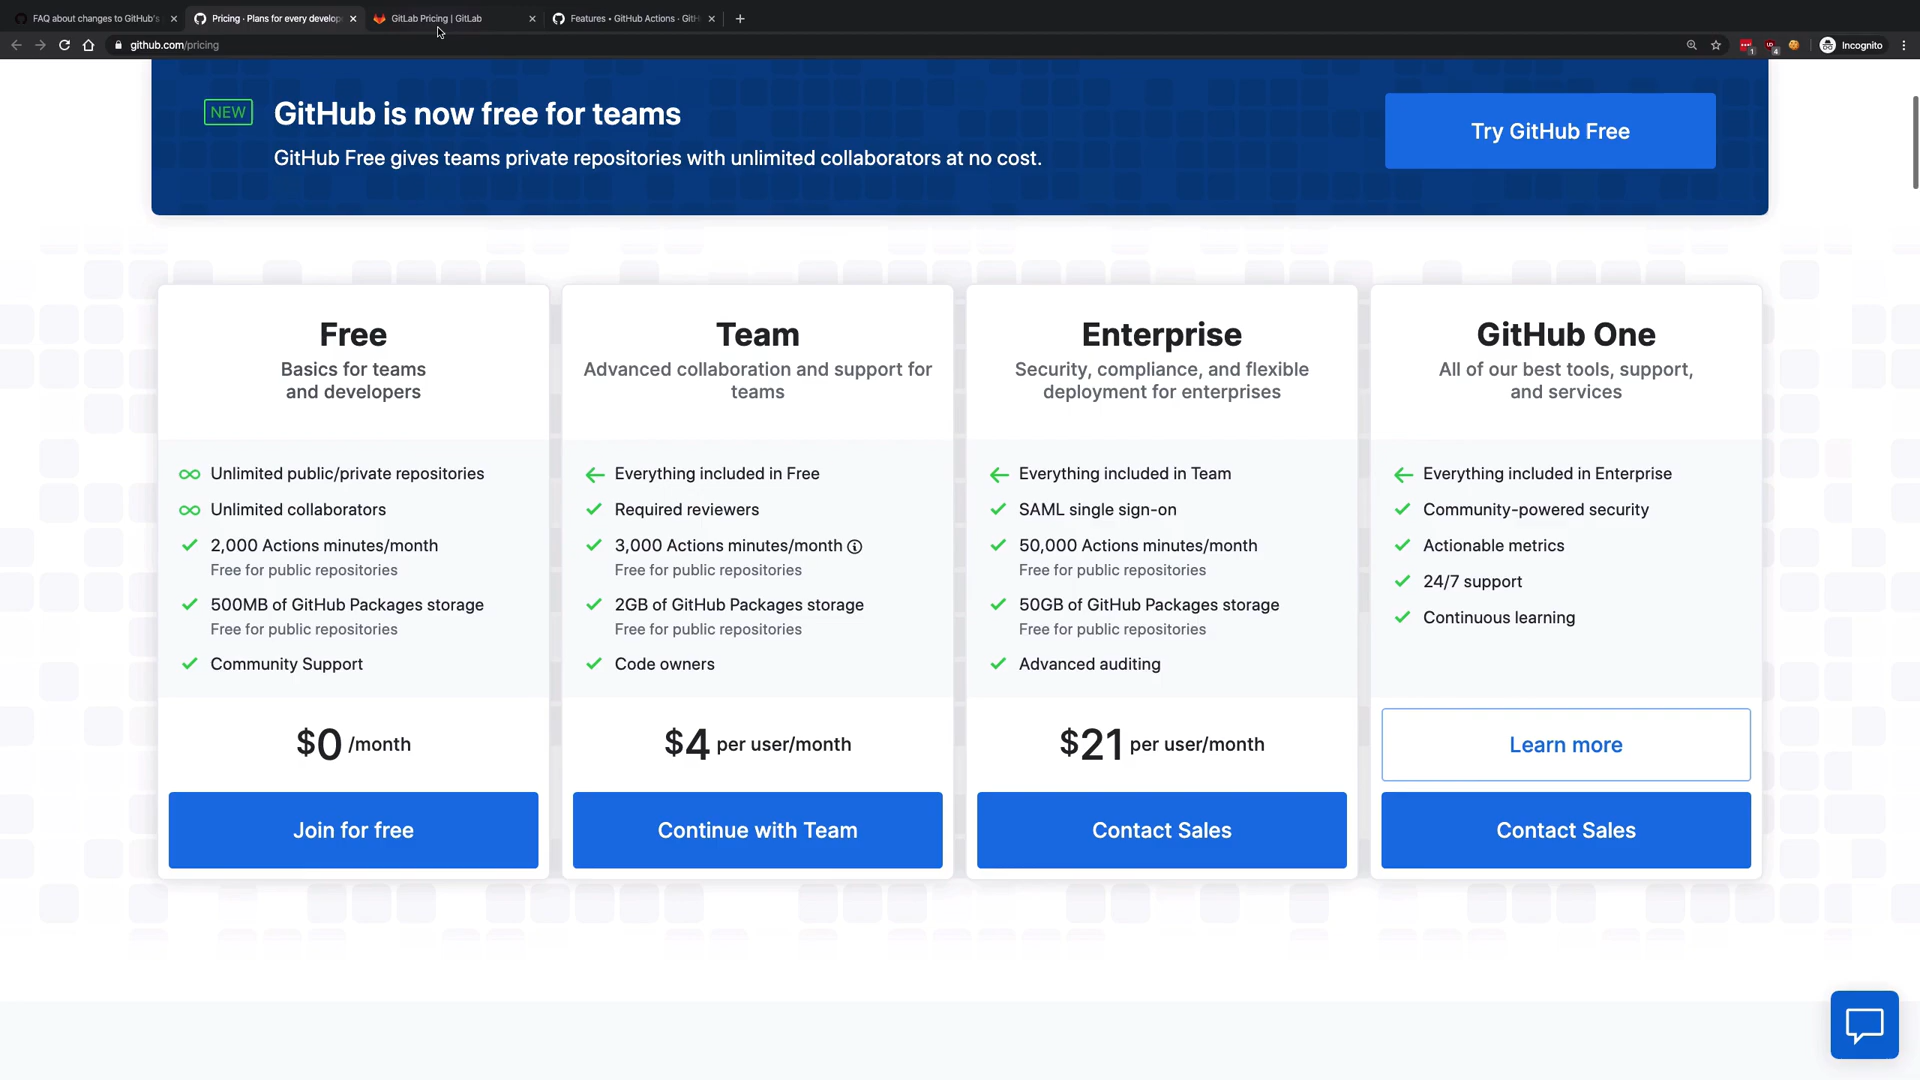 FAQ about changes to GitHub's
Pricing · Plans for every develop
GitLab Pricing | GitLab
Features • GitHub Actions · GitH
github.com/pricing
1
4
Incognito
NEW
GitHub is now free for teams
GitHub Free gives teams private repositories with unlimited collaborators at no cost.
Try GitHub Free
Free
Basics for teams
and developers
Unlimited public/private repositories
Unlimited collaborators
2,000 Actions minutes/month
Free for public repositories
500MB of GitHub Packages storage
Free for public repositories
Community Support
$0 /month
Join for free
Team
Advanced collaboration and support for
teams
Everything included in Free
Required reviewers
3,000 Actions minutes/month
Free for public repositories
2GB of GitHub Packages storage
Free for public repositories
Code owners
$4 per user/month
Continue with Team
Enterprise
Security, compliance, and flexible
deployment for enterprises
Everything included in Team
SAML single sign-on
50,000 Actions minutes/month
Free for public repositories
50GB of GitHub Packages storage
Free for public repositories
Advanced auditing
$21 per user/month
Contact Sales
GitHub One
All of our best tools, support,
and services
Everything included in Enterprise
Community-powered security
Actionable metrics
24/7 support
Continuous learning
Learn more
Contact Sales